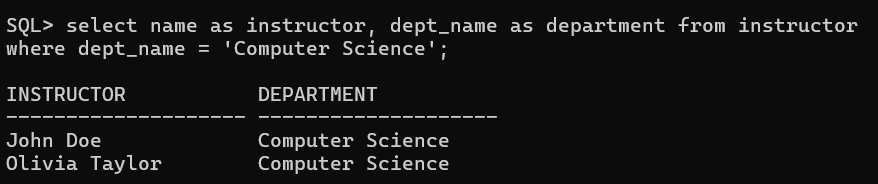 SQL> select name as instructor, dept_name as department from instructor
where dept_name = 'Computer Science';
INSTRUCTOR           DEPARTMENT
-------------------- --------------------
John Doe             Computer Science
Olivia Taylor        Computer Science